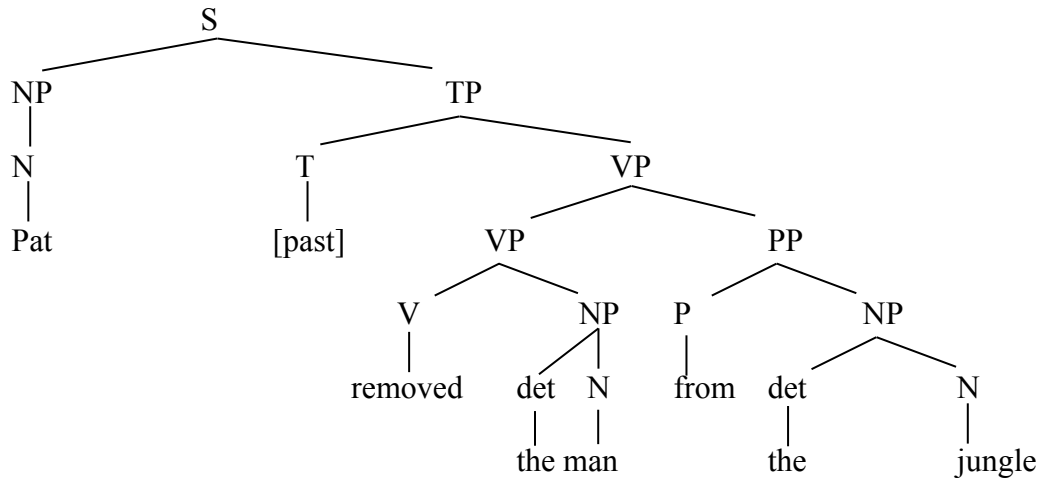 S
NP TP
N T VP
Pat [past] VP PP
V NP P NP
removed det N from det N
the man the jungle